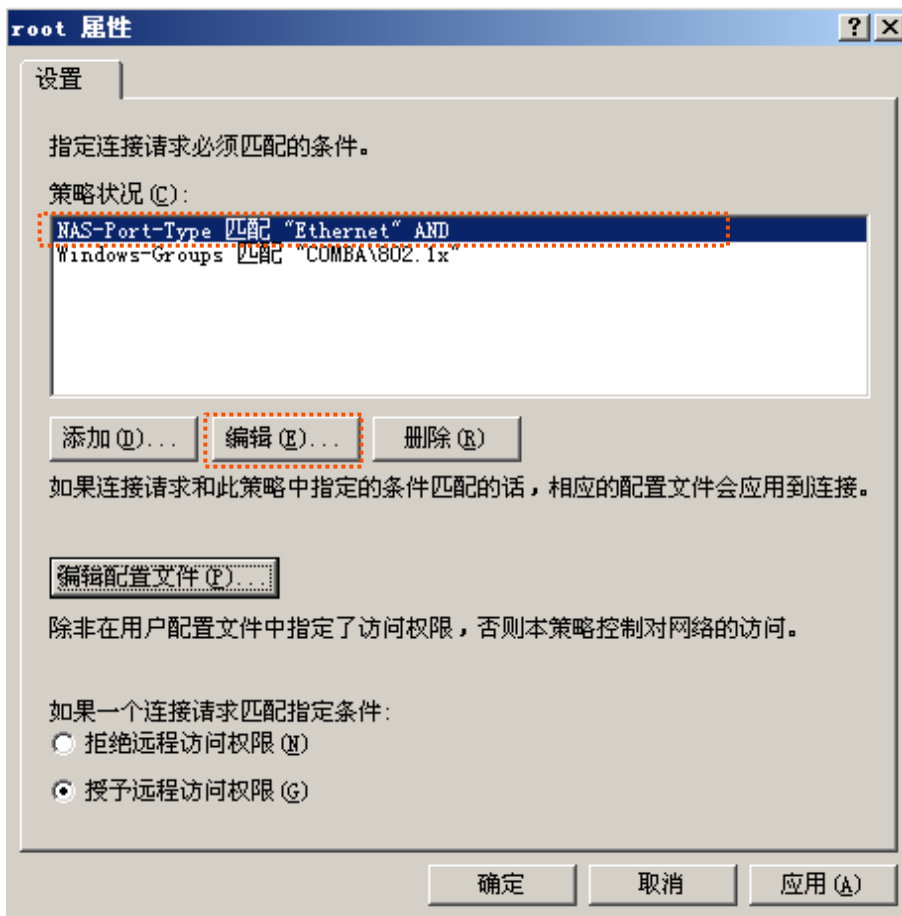 root 属性
设置
指定连接请求必须匹配的条件。
策略状况(C):
NAS-Port-Type 匹配 "Ethernet" AND
Windows-Groups 匹配 "COMBA\802.1x"
添加(D)... 编辑(E)... 删除(R)
如果连接请求和此策略中指定的条件匹配的话，相应的配置文件会应用到连接。
编辑配置文件(P)...
除非在用户配置文件中指定了访问权限，否则本策略控制对网络的访问。
如果一个连接请求匹配指定条件:
拒绝远程访问权限(N)
授予远程访问权限(G)
确定 取消 应用(A)